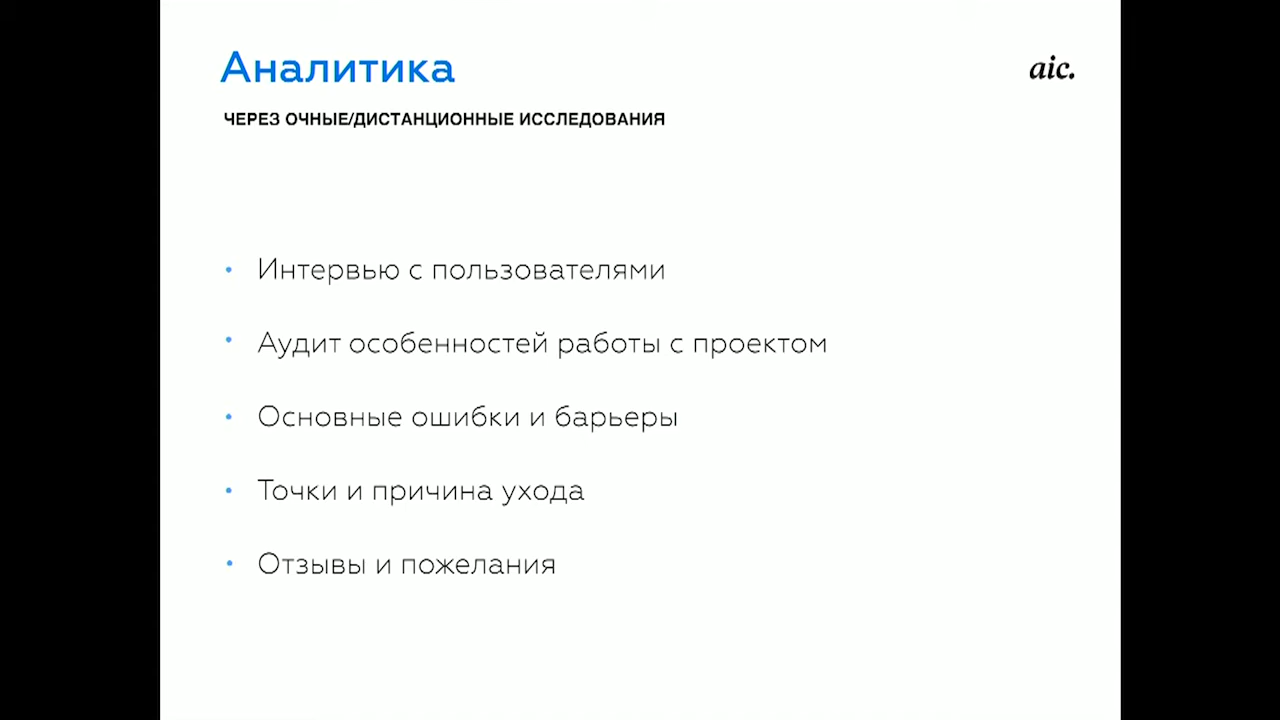 Аналитика
aic.
ЧЕРЕЗ ОЧНЫЕ/ДИСТАНЦИОННЫЕ ИССЛЕДОВАНИЯ
• Интервью с пользователями
• Аудит особенностей работы с проектом
• Основные ошибки и барьеры
• Точки и причина ухода
• Отзывы и пожелания